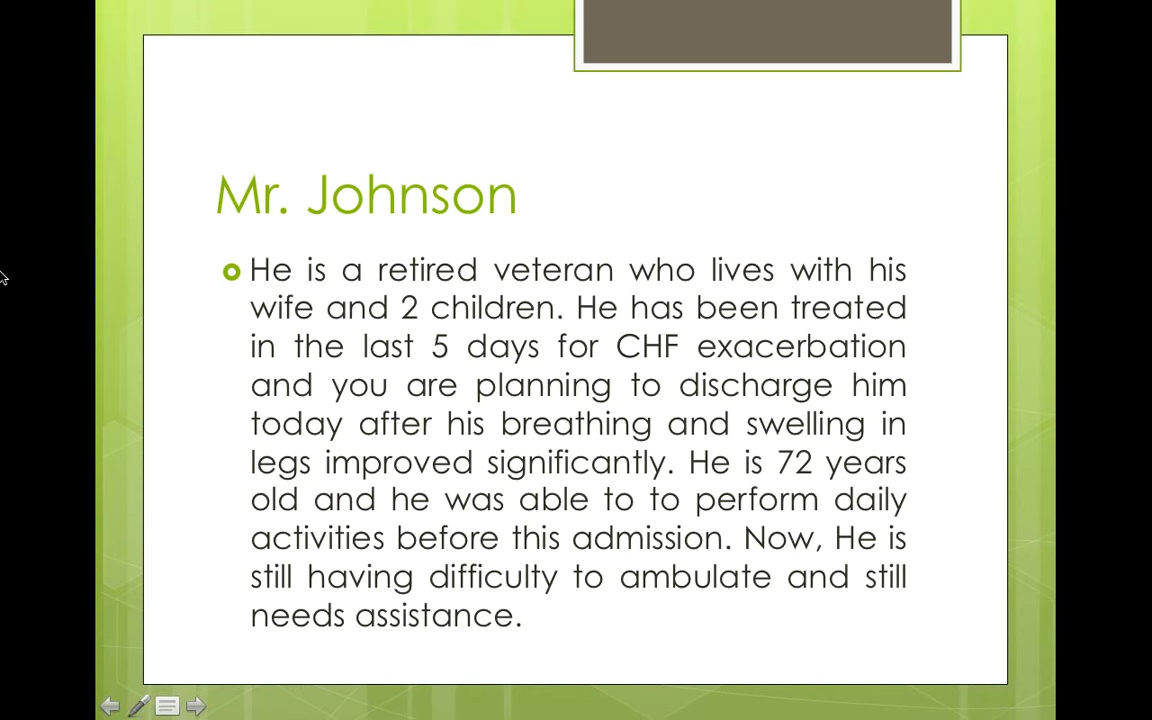 Mr. Johnson
He is a retired veteran who lives with his
wife and 2 children. He has been treated
in the last 5 days for CHF exacerbation
and you are planning to discharge him
today after his breathing and swelling in
legs improved significantly. He is 72 years
old and he was able to to perform daily
activities before this admission. Now, He is
still having difficulty to ambulate and still
needs assistance.